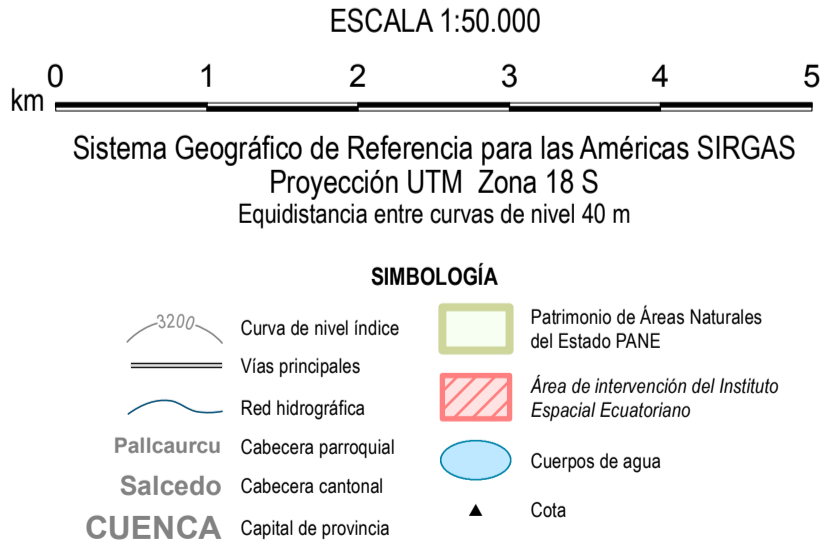 ESCALA 1:50.000
0 1 2 3 4 5
km
Sistema Geográfico de Referencia para las Américas SIRGAS
Proyección UTM Zona 18 S
Equidistancia entre curvas de nivel 40 m
SIMBOLOGÍA
3200
Curva de nivel índice
Vías principales
Red hidrográfica
Pallcaurcu Cabecera parroquial
Salcedo Cabecera cantonal
CUENCA Capital de provincia
Patrimonio de Áreas Naturales
del Estado PANE
Área de intervención del Instituto
Espacial Ecuatoriano
Cuerpos de agua
Cota